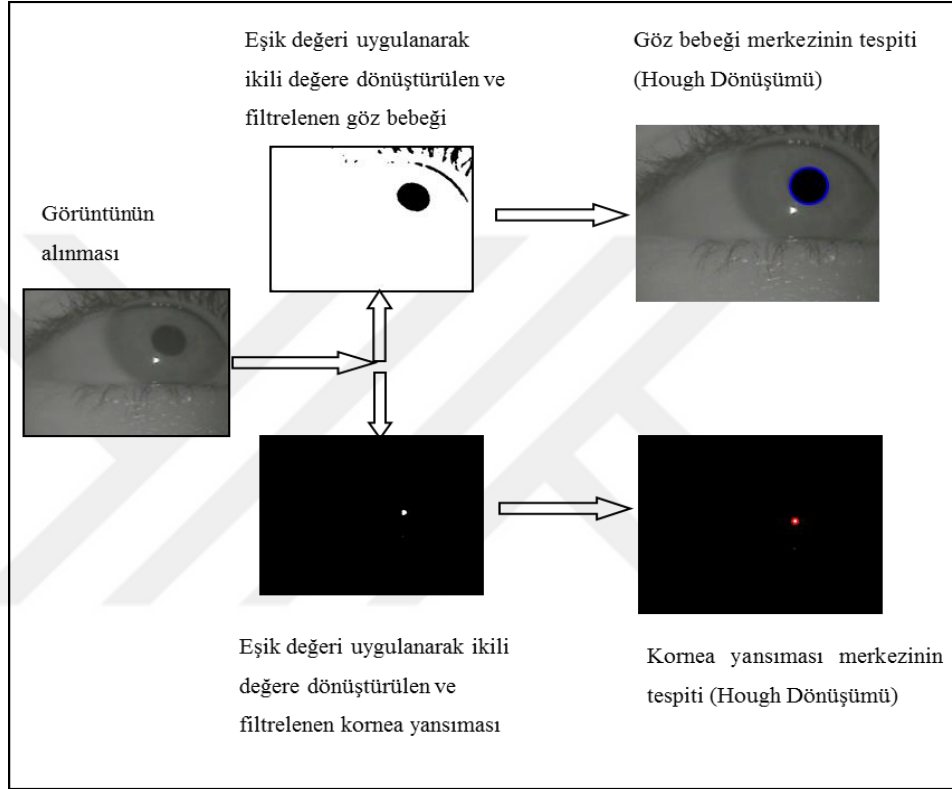 Görüntünün
alınması
Eşik değeri uygulanarak
ikili değere dönüştürülen ve
filtrelenen göz bebeği
Göz bebeği merkezinin tespiti
(Hough Dönüşümü)
Eşik değeri uygulanarak ikili
değere dönüştürülen ve
filtrelenen kornea yansıması
Kornea yansıması merkezinin
tespiti (Hough Dönüşümü)